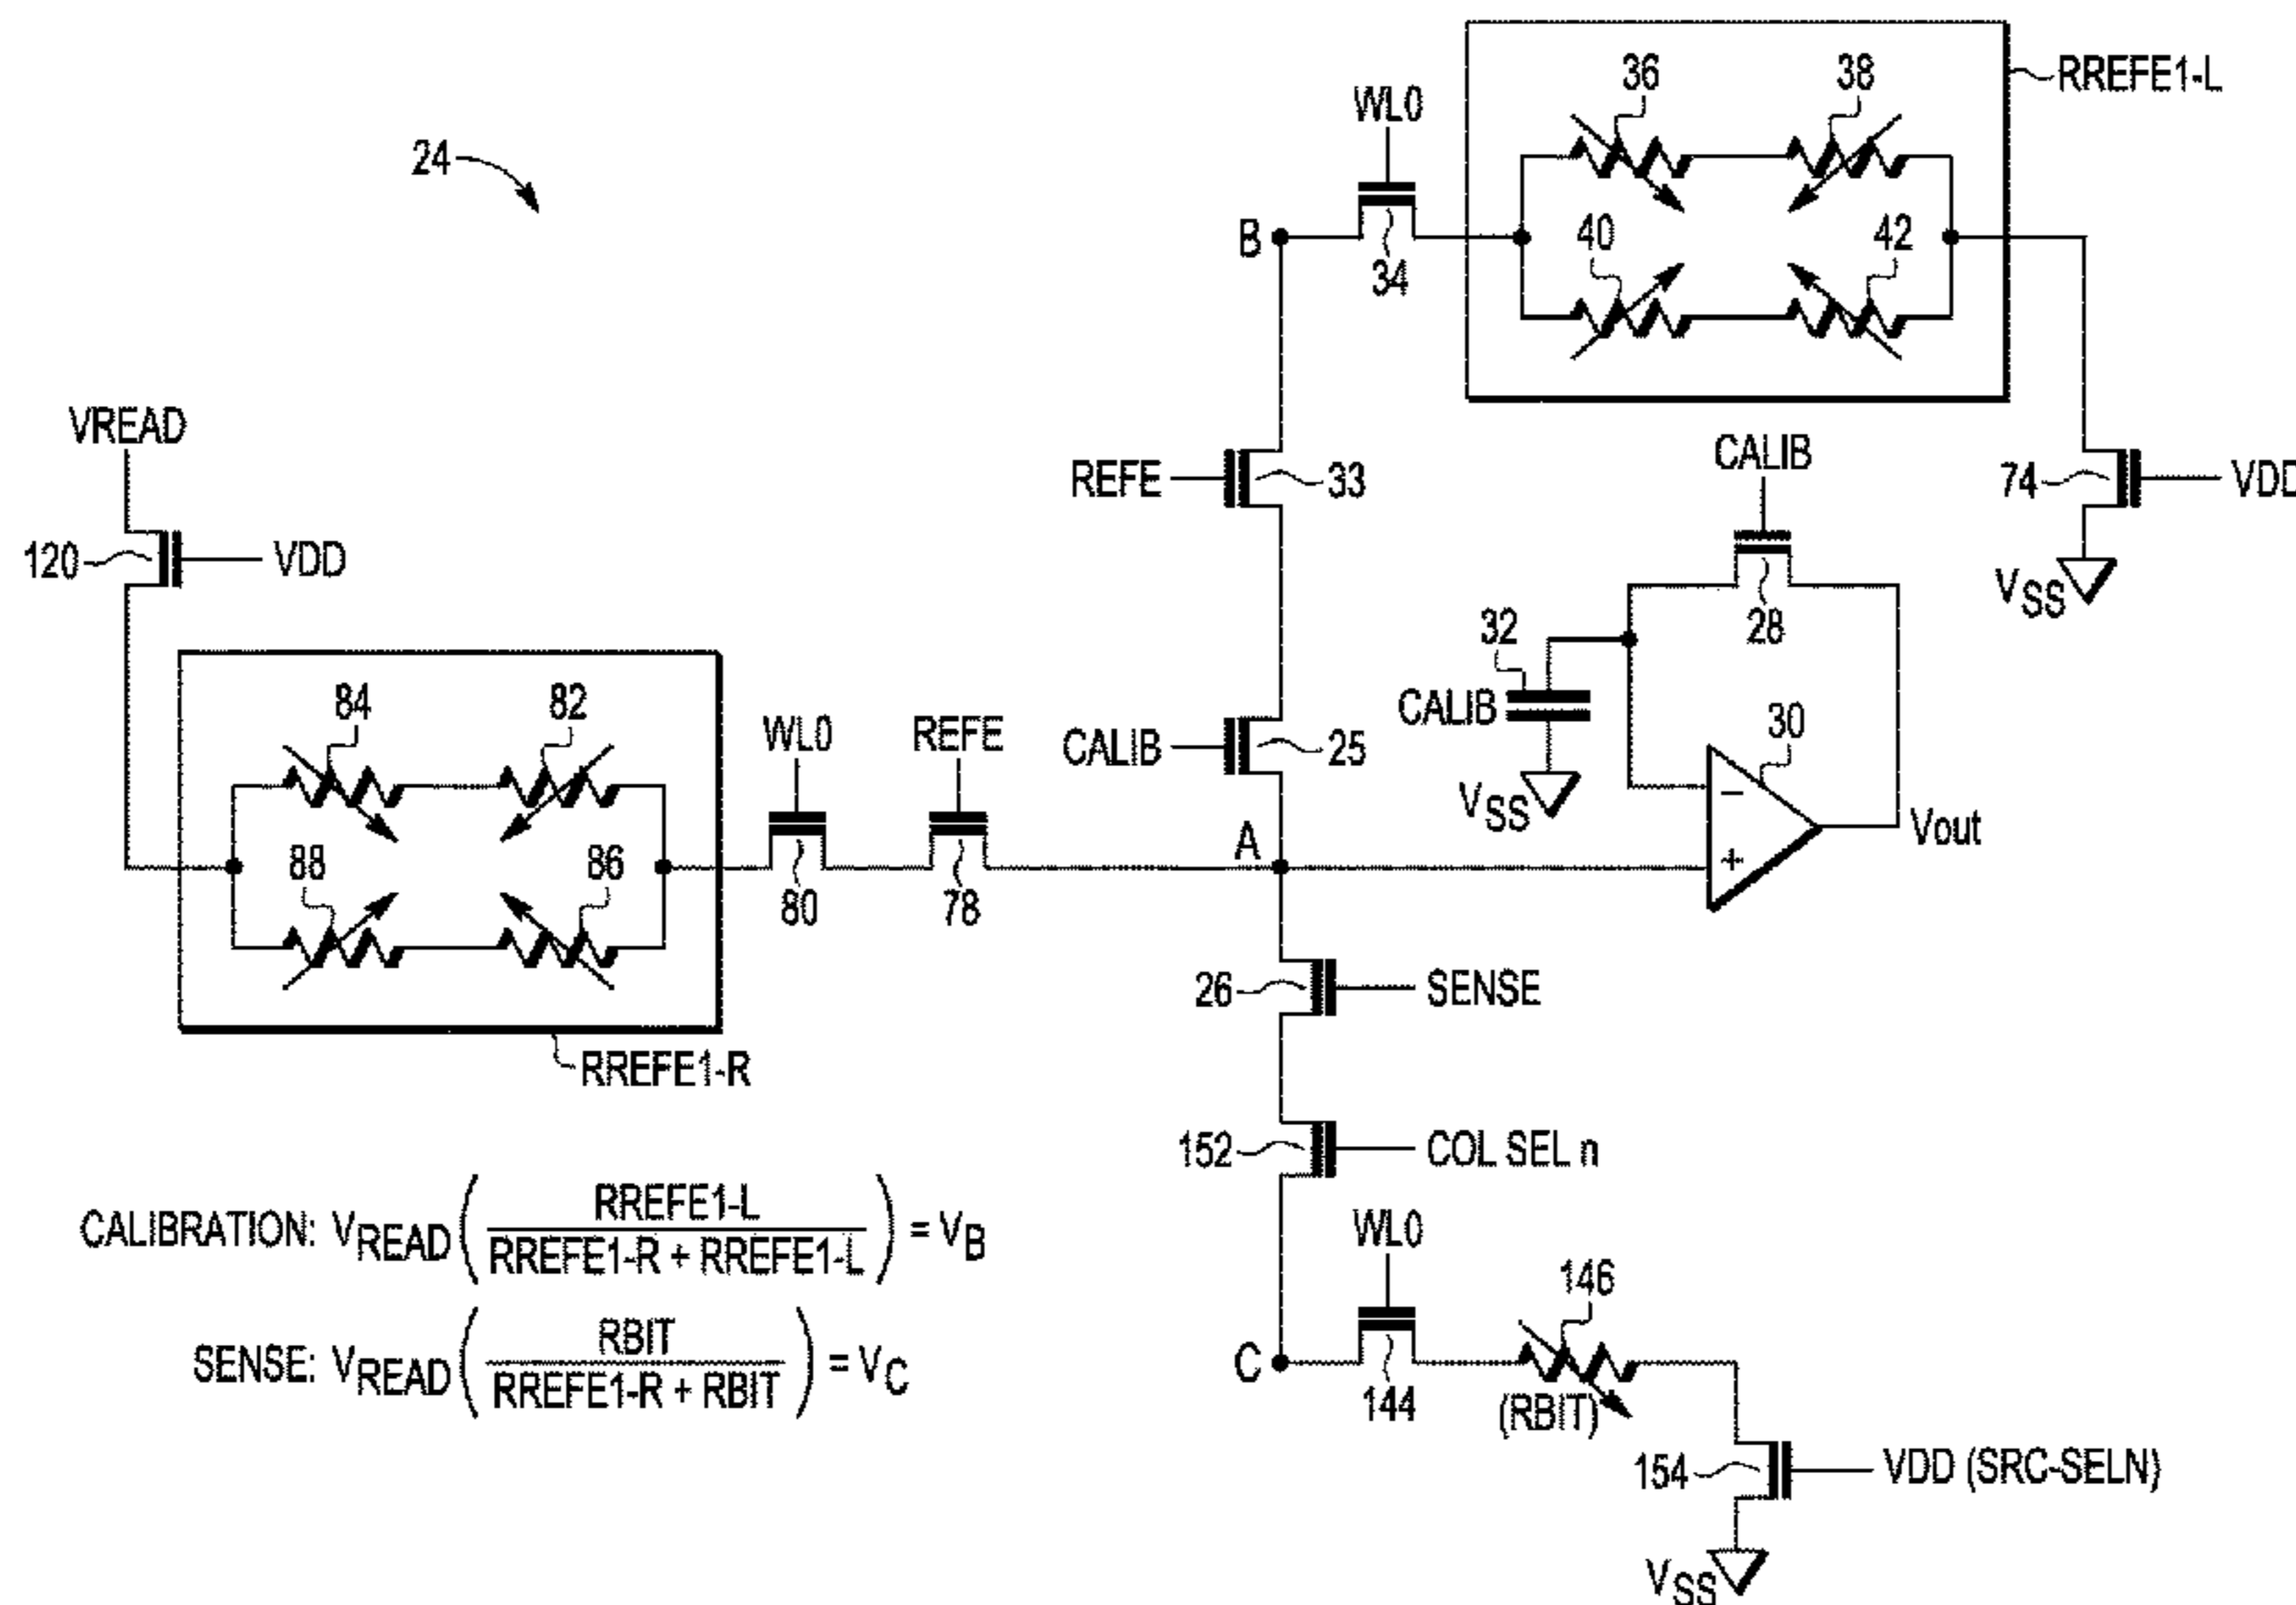 24
WL0
36
38
RREFE1-L
B
34
40
42
VREAD
120
VDD
REFE
33
CALIB
74
VDD
VSS
28
32
CALIB
VSS
30
Vout
84
82
WL0
REFE
CALIB
25
88
86
80
78
A
−
+
RREFE1-R
26
SENSE
152
COL SEL n
CALIBRATION: VREAD ( RREFE1-L / RREFE1-R + RREFE1-L ) = VB
SENSE: VREAD ( RBIT / RREFE1-R + RBIT ) = VC
WL0
146
C
144
(RBIT)
154
VDD (SRC-SELN)
VSS